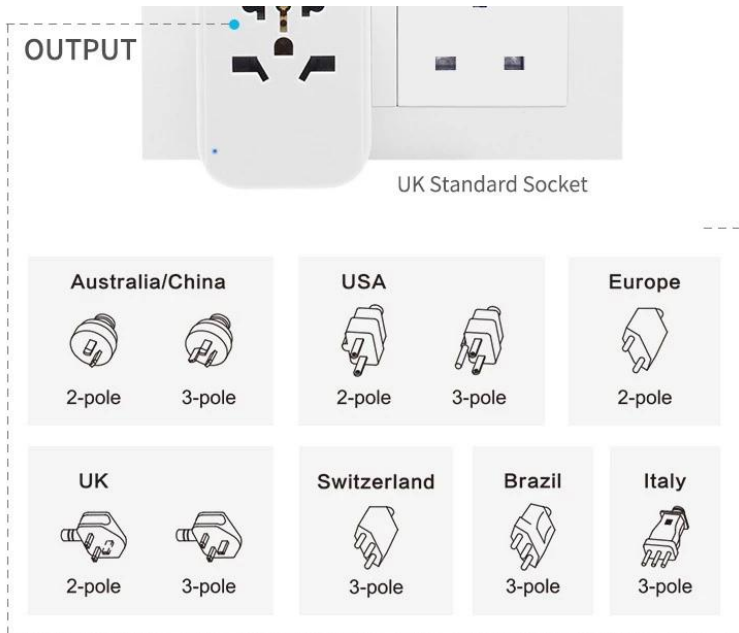 OUTPUT
UK Standard Socket
Australia/China
2-pole 3-pole
USA
2-pole 3-pole
Europe
2-pole
UK
2-pole 3-pole
Switzerland
3-pole
Brazil
3-pole
Italy
3-pole